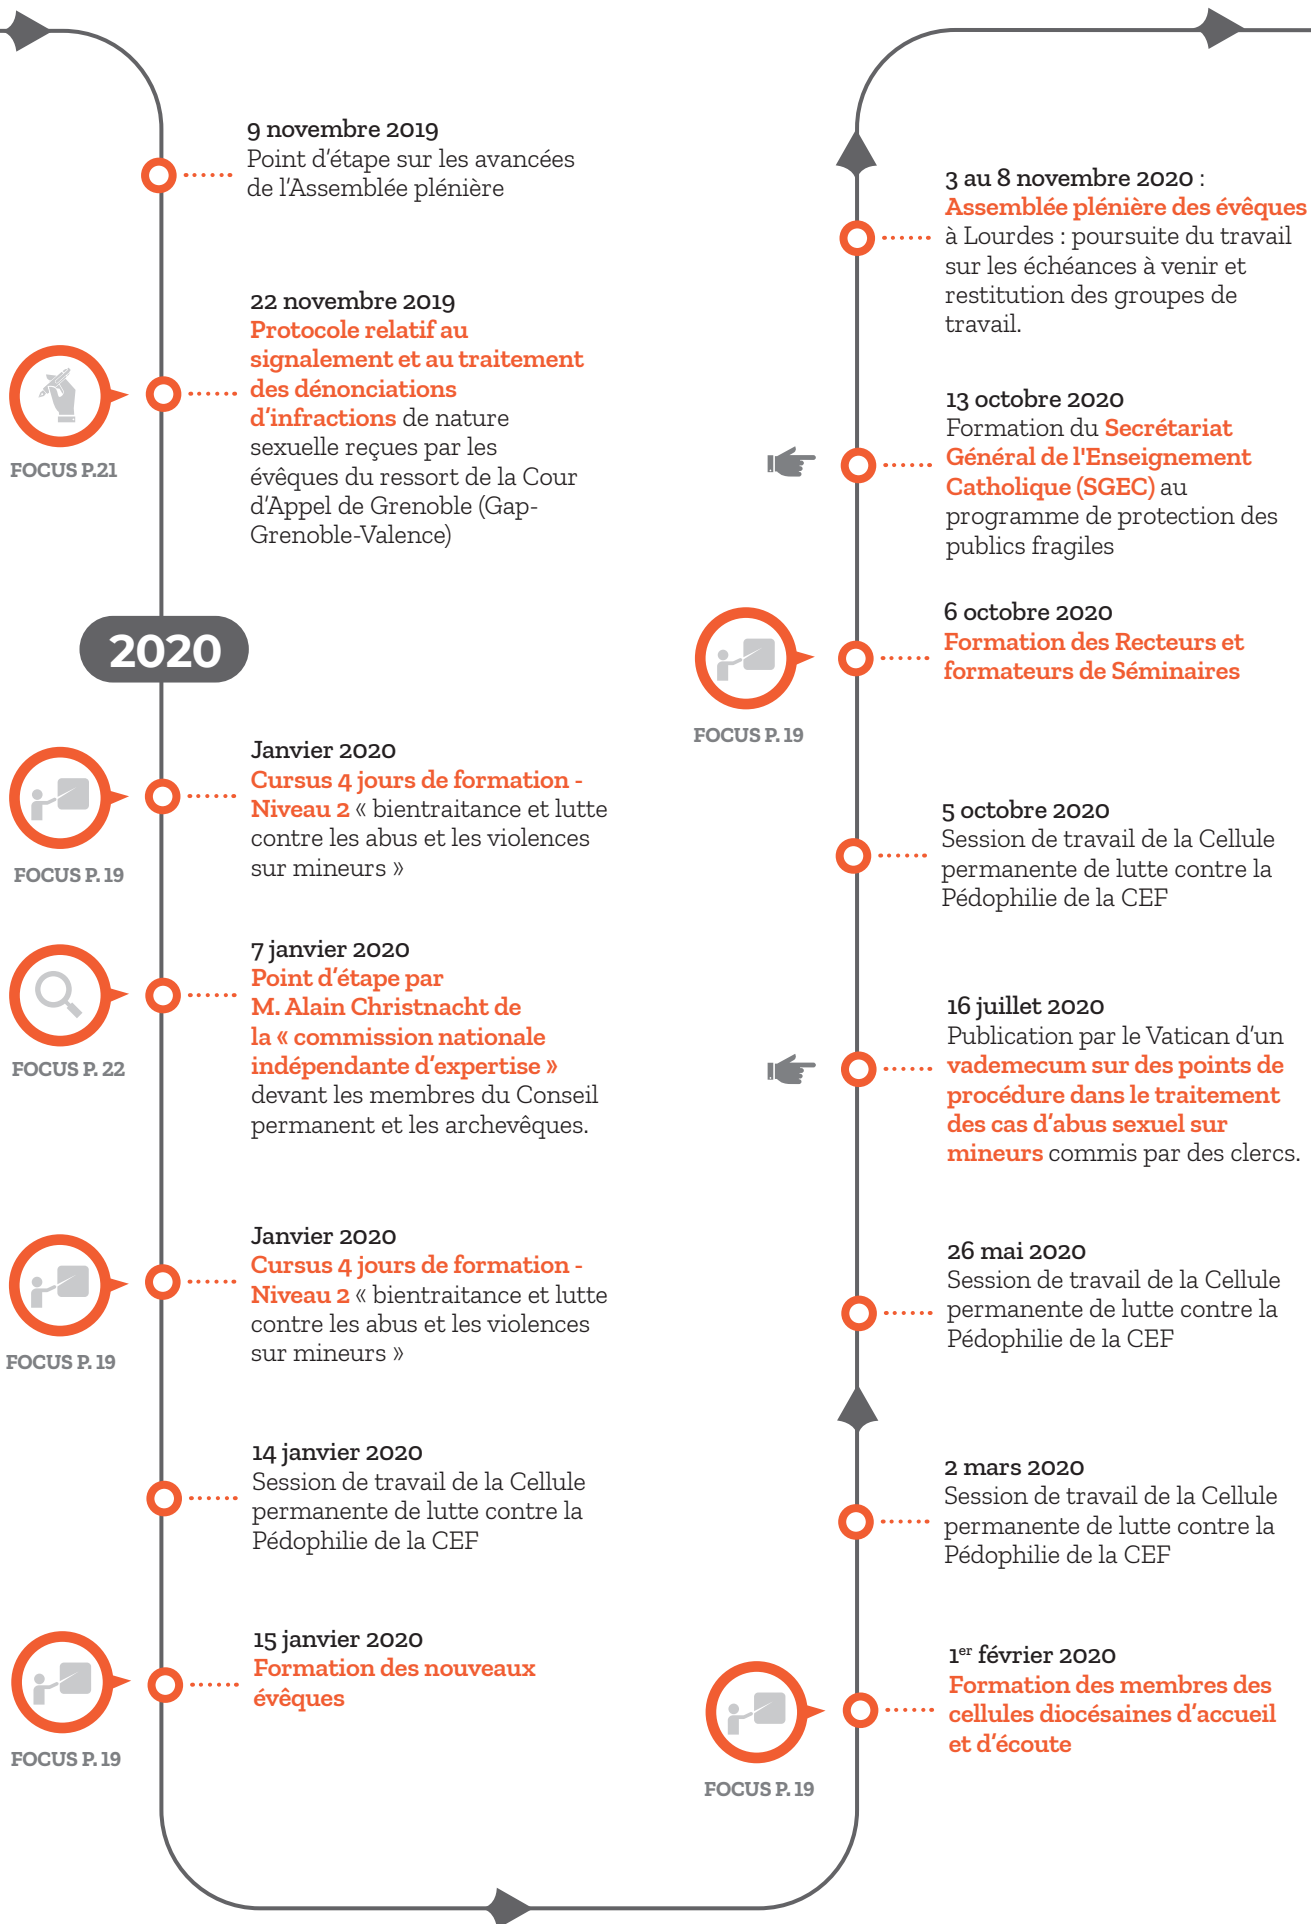 9 novembre 2019
Point d’étape sur les avancées
de l’Assemblée plénière
22 novembre 2019
Protocole relatif au
signalement et au traitement
des dénonciations
d’infractions de nature
sexuelle reçues par les
évêques du ressort de la Cour
d’Appel de Grenoble (Gap-
Grenoble-Valence)
FOCUS P.21
2020
Janvier 2020
Cursus 4 jours de formation -
Niveau 2 « bientraitance et lutte
contre les abus et les violences
sur mineurs »
FOCUS P. 19
7 janvier 2020
Point d’étape par
M. Alain Christnacht de
la « commission nationale
indépendante d’expertise »
devant les membres du Conseil
permanent et les archevêques.
FOCUS P. 22
Janvier 2020
Cursus 4 jours de formation -
Niveau 2 « bientraitance et lutte
contre les abus et les violences
sur mineurs »
FOCUS P. 19
14 janvier 2020
Session de travail de la Cellule
permanente de lutte contre la
Pédophilie de la CEF
15 janvier 2020
Formation des nouveaux
évêques
FOCUS P. 19
3 au 8 novembre 2020 :
Assemblée plénière des évêques
à Lourdes : poursuite du travail
sur les échéances à venir et
restitution des groupes de
travail.
13 octobre 2020
Formation du Secrétariat
Général de l'Enseignement
Catholique (SGEC) au
programme de protection des
publics fragiles
6 octobre 2020
Formation des Recteurs et
formateurs de Séminaires
FOCUS P. 19
5 octobre 2020
Session de travail de la Cellule
permanente de lutte contre la
Pédophilie de la CEF
16 juillet 2020
Publication par le Vatican d’un
vademecum sur des points de
procédure dans le traitement
des cas d’abus sexuel sur
mineurs commis par des clercs.
26 mai 2020
Session de travail de la Cellule
permanente de lutte contre la
Pédophilie de la CEF
2 mars 2020
Session de travail de la Cellule
permanente de lutte contre la
Pédophilie de la CEF
1er février 2020
Formation des membres des
cellules diocésaines d’accueil
et d’écoute
FOCUS P. 19